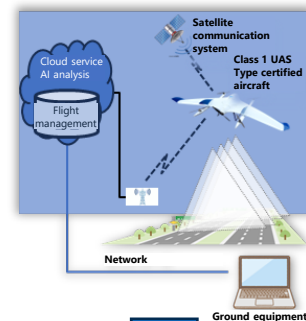 Satellite
communication
system
Cloud service
AI analysis
Class 1 UAS
Type certified
aircraft
Flight
management
Network
Ground equipment